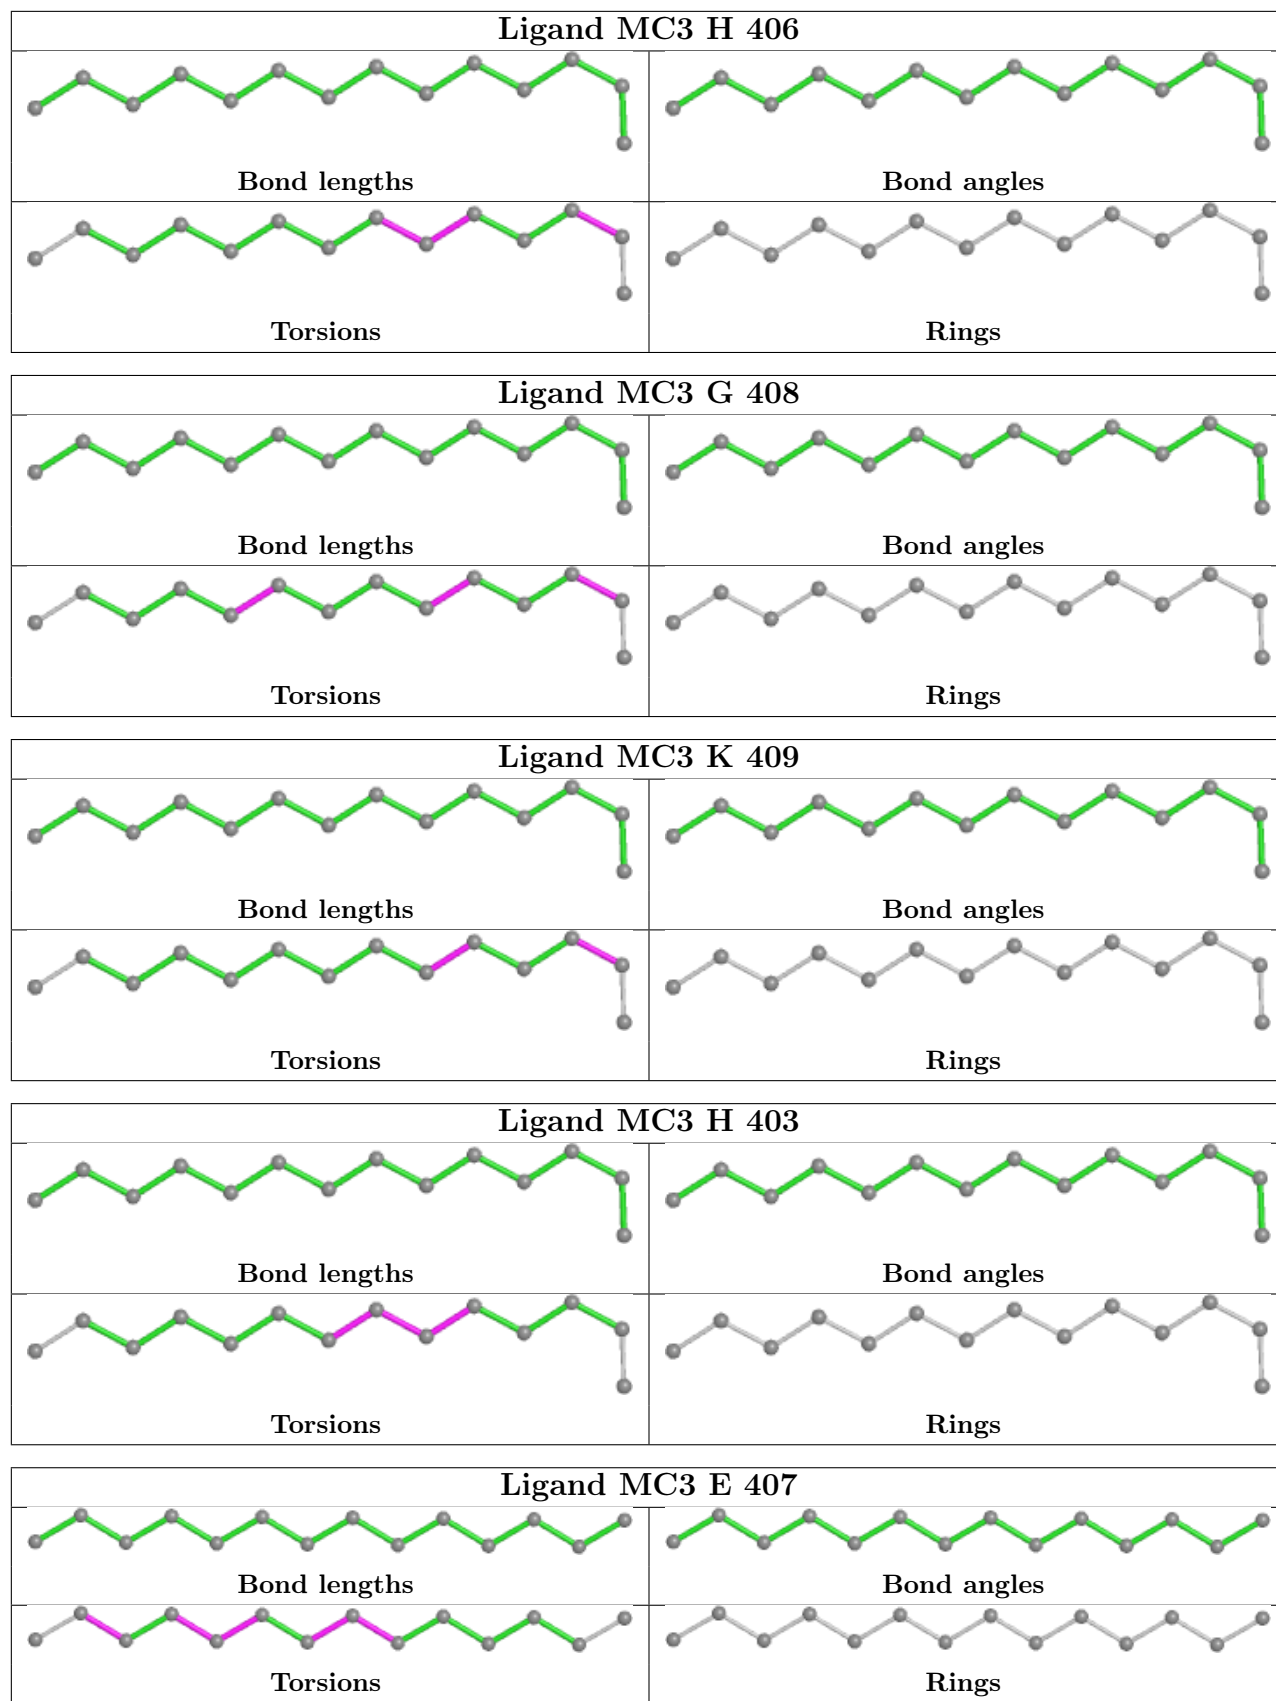 Ligand MC3 H 406
Bond lengths
Bond angles
Torsions
Rings
Ligand MC3 G 408
Bond lengths
Bond angles
Torsions
Rings
Ligand MC3 K 409
Bond lengths
Bond angles
Torsions
Rings
Ligand MC3 H 403
Bond lengths
Bond angles
Torsions
Rings
Ligand MC3 E 407
Bond lengths
Bond angles
Torsions
Rings